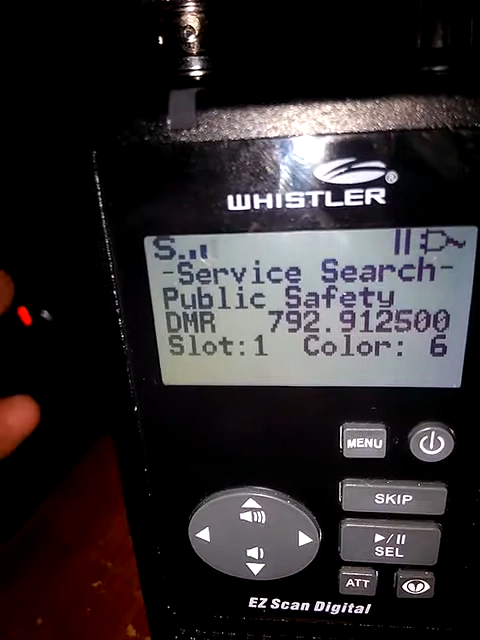 WHISTLER®
S
-Service Search-
Public Safety
DMR 792.912500
Slot:1 Color: 6
MENU
SKIP
▶/II
SEL
ATT
EZ Scan Digital